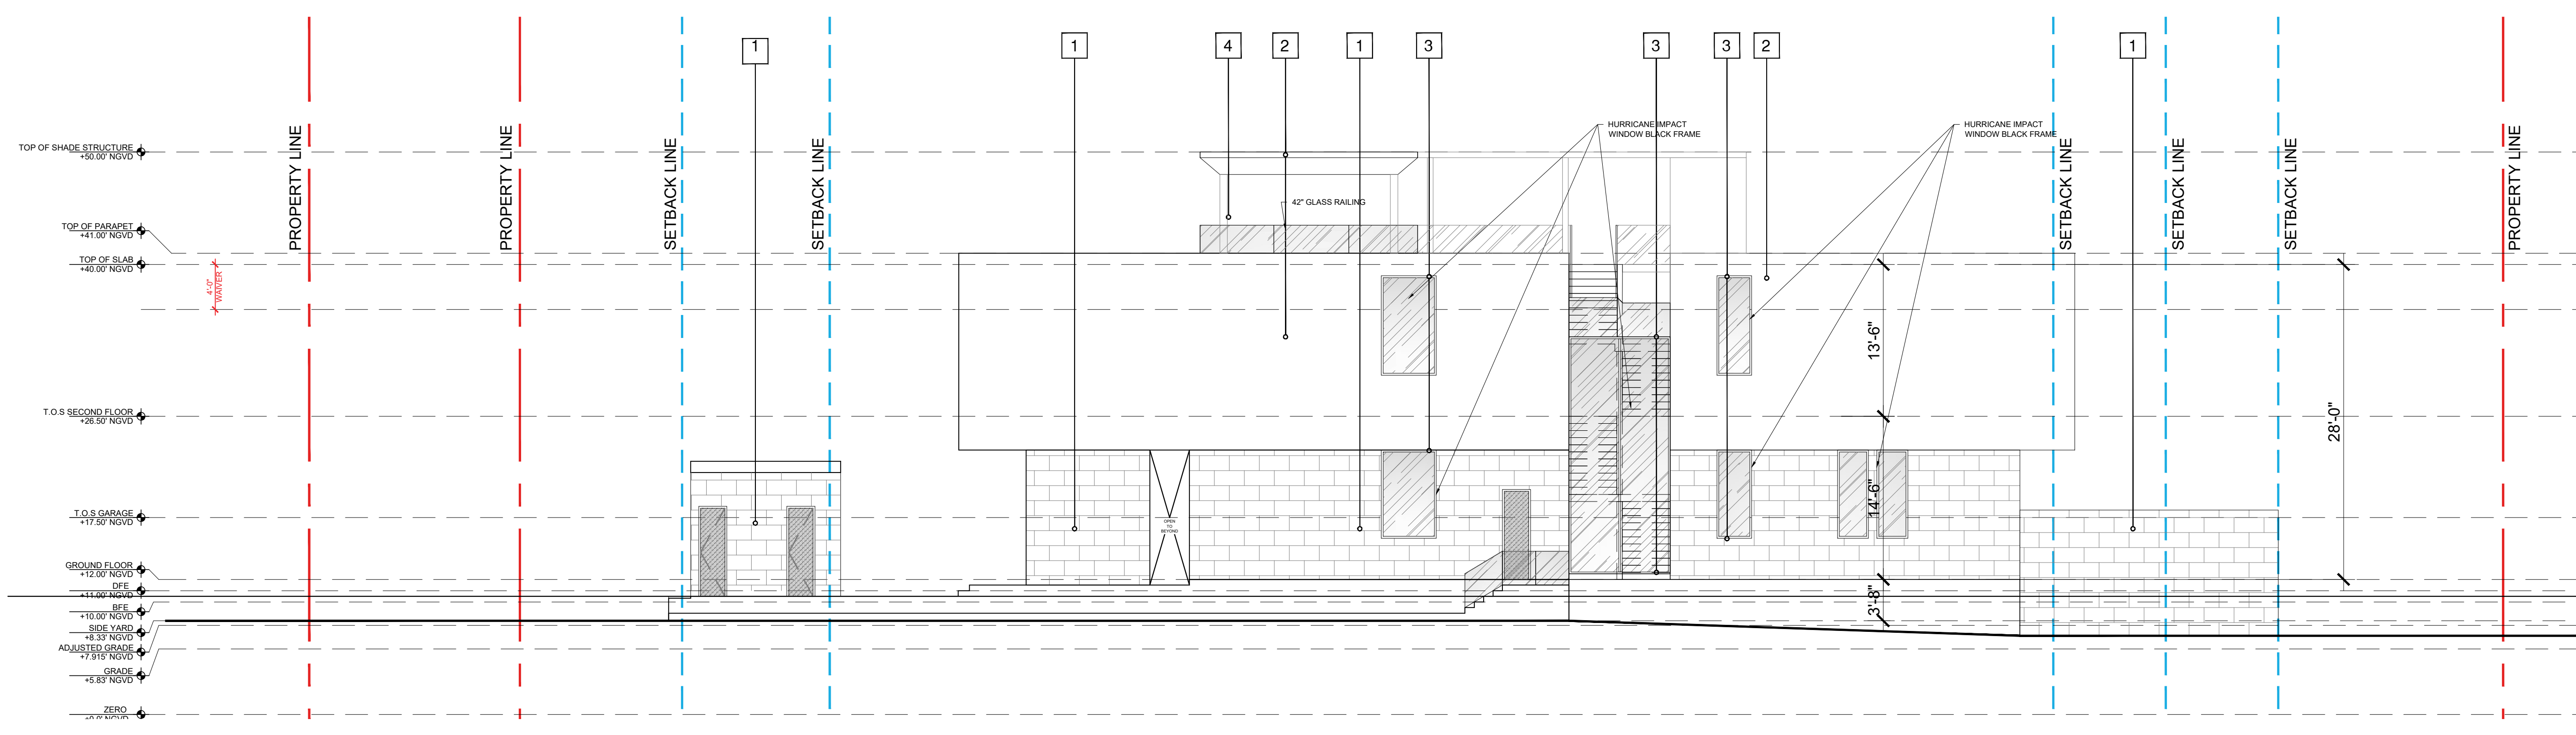 1
1
4
2
1
3
3
3
2
1
TOP OF SHADE STRUCTURE
+50.00' NGVD
TOP OF PARAPET
+41.00' NGVD
TOP OF SLAB
+40.00' NGVD
4'-0"
WAIVER
T.O.S SECOND FLOOR
+26.50' NGVD
T.O.S GARAGE
+17.50' NGVD
GROUND FLOOR
+12.00' NGVD
DFE
+11.00' NGVD
BFE
+10.00' NGVD
SIDE YARD
+8.33' NGVD
ADJUSTED GRADE
+7.915' NGVD
GRADE
+5.83' NGVD
ZERO
+0.0' NGVD
PROPERTY LINE
PROPERTY LINE
SETBACK LINE
SETBACK LINE
42" GLASS RAILING
OPEN
TO
BEYOND
HURRICANE IMPACT
WINDOW BLACK FRAME
HURRICANE IMPACT
WINDOW BLACK FRAME
13'-6"
14'-6"
3'-8"
SETBACK LINE
SETBACK LINE
SETBACK LINE
28'-0"
PROPERTY LINE